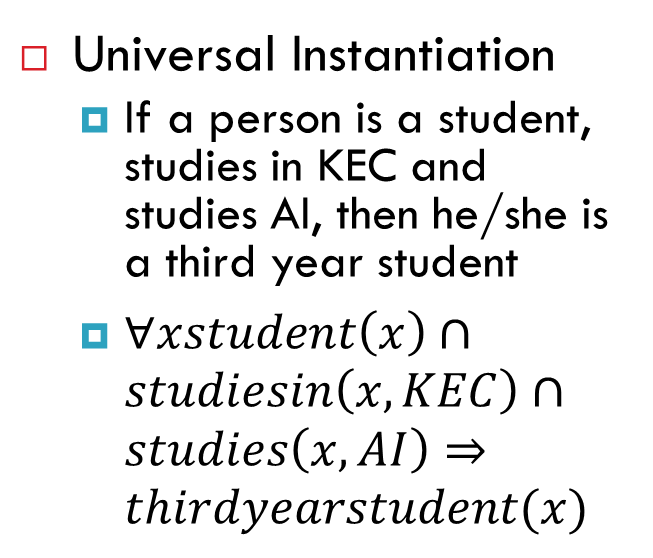 Universal Instantiation
If a person is a student,
studies in KEC and
studies AI, then he/she is
a third year student
∀xstudent(x) ∩
studiesin(x, KEC) ∩
studies(x, AI) ⇒
thirdyearstudent(x)